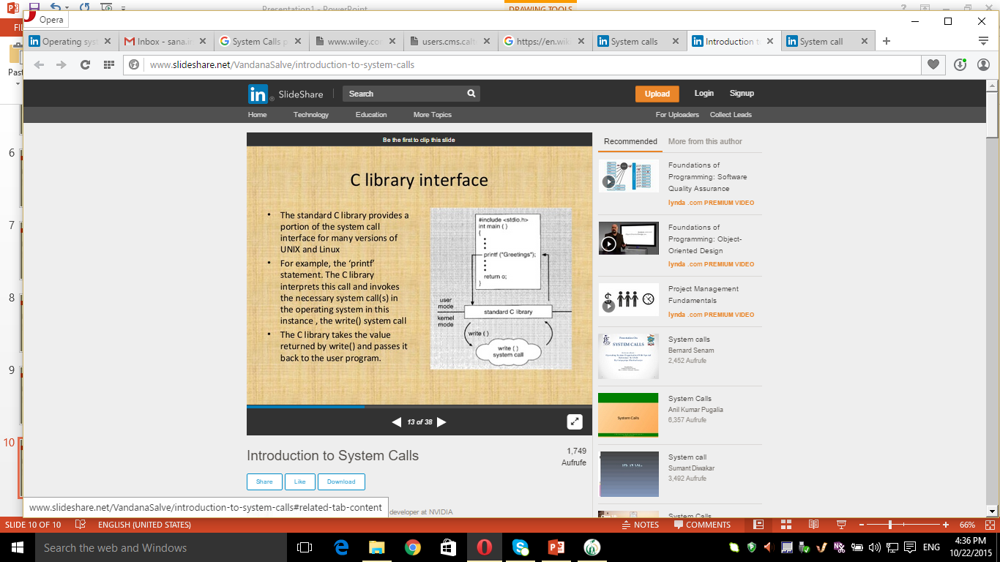 Presentation1 - PowerPoint
DRAWING TOOLS
?
FI
Opera
Operating sys
Inbox - sana.i
System Calls p
www.wiley.co
users.cms.calt
https://en.wik
System calls
Introduction t
System call
www.slideshare.net/VandanaSalve/introduction-to-system-calls
Past
in SlideShare
Search
Upload
Login
Signup
Home
Technology
Education
More Topics
For Uploaders
Collect Leads
Be the first to clip this slide
C library interface
• The standard C library provides a
portion of the system call
interface for many versions of
UNIX and Linux
• For example, the ‘printf’
statement. The C library
interprets this call and invokes
the necessary system call(s) in
the operating system in this
instance , the write() system call
• The C library takes the value
returned by write() and passes it
back to the user program.
#include <stdio.h>
int main ( )
{
printf ("Greetings");
return o;
}
user
mode
kernel
mode
standard C library
write ( )
write ( )
system call
13 of 38
Introduction to System Calls
1,749
Aufrufe
Share
Like
Download
developer at NVIDIA
Recommended
More from this author
Foundations of
Programming: Software
Quality Assurance
lynda .com PREMIUM VIDEO
Foundations of
Programming: Object-
Oriented Design
lynda .com PREMIUM VIDEO
Project Management
Fundamentals
lynda .com PREMIUM VIDEO
SYSTEM CALLS
System calls
Bernard Senam
2,452 Aufrufe
System Calls
System Calls
Anil Kumar Pugalia
6,357 Aufrufe
System call
Sumant Diwakar
3,492 Aufrufe
System Calls
6
7
8
9
10
www.slideshare.net/VandanaSalve/introduction-to-system-calls#related-tab-content
SLIDE 10 OF 10
ENGLISH (UNITED STATES)
NOTES
COMMENTS
66%
Search the web and Windows
ENG
4:36 PM
10/22/2015